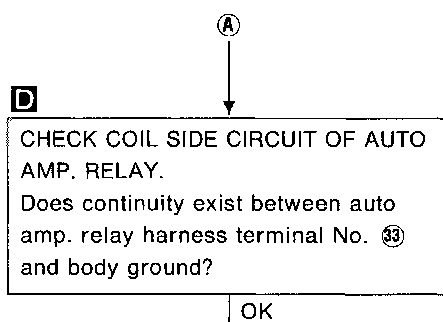 Ⓐ
D
CHECK COIL SIDE CIRCUIT OF AUTO
AMP. RELAY.
Does continuity exist between auto
amp. relay harness terminal No. ㉝
and body ground?
OK